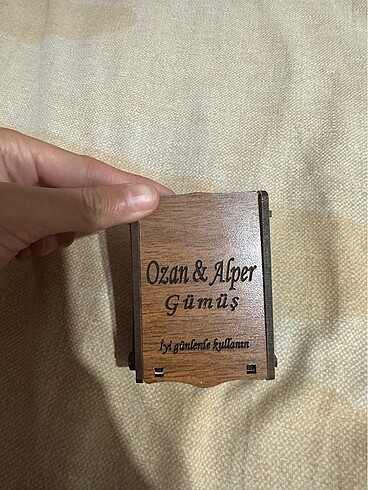 Ozan & Alper
Gümüş
İyi günlerde kullanın